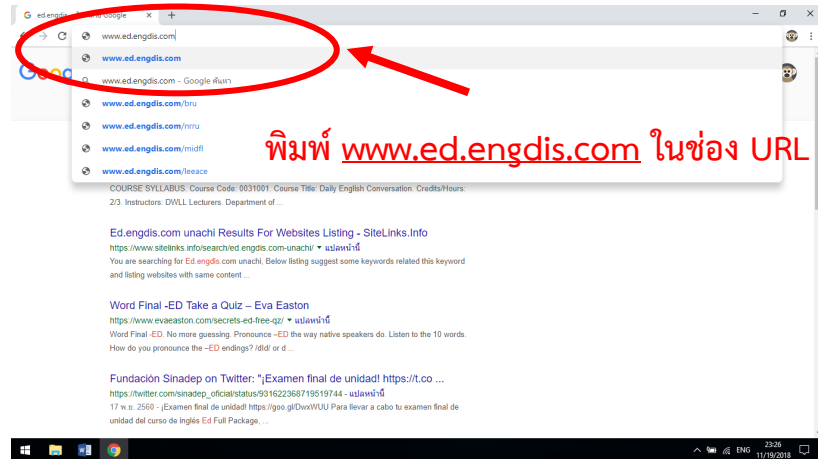 ed.engdis
Google
www.ed.engdis.com
www.ed.engdis.com
www.ed.engdis.com - Google ค้นหา
www.ed.engdis.com/bru
www.ed.engdis.com/nrru
www.ed.engdis.com/midfl
www.ed.engdis.com/leeace
พิมพ์ www.ed.engdis.com ในช่อง URL
COURSE SYLLABUS. Course Code: 0031001. Course Title: Daily English Conversation. Credits/Hours:
2/3. Instructors: DWLL Lecturers. Department of ...
Ed.engdis.com unachi Results For Websites Listing - SiteLinks.Info
https://www.sitelinks.info/search/ed.engdis.com-unachi/ ▾ แปลหน้านี้
You are searching for Ed.engdis.com unachi, Below listing suggest some keywords related this keyword
and listing websites with same content ...
Word Final -ED Take a Quiz – Eva Easton
https://www.evaeaston.com/secrets-ed-free-qz/ ▾ แปลหน้านี้
Word Final -ED. No more guessing. Pronounce –ED the way native speakers do. Listen to the 10 words.
How do you pronounce the –ED endings? /dId/ or d ...
Fundación Sinadep on Twitter: "¡Examen final de unidad! https://t.co ...
https://twitter.com/sinadep_oficial/status/931622368719519744 - แปลหน้านี้
17 พ.ย. 2560 - ¡Examen final de unidad! https://goo.gl/DwxWUU Para llevar a cabo tu examen final de
unidad del curso de inglés Ed Full Package, ...
ENG
23:26
11/19/2018